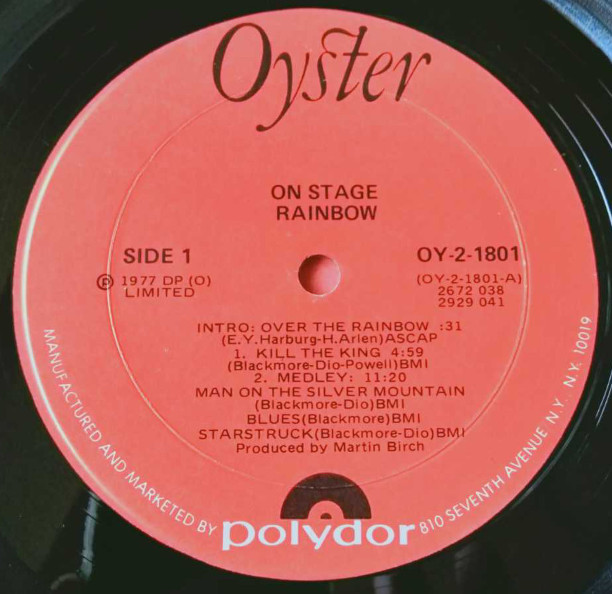 Oyster
ON STAGE
RAINBOW
SIDE 1
OY-2-1801
℗ 1977 DP (O)
LIMITED
(OY-2-1801-A)
2672 038
2929 041
INTRO: OVER THE RAINBOW :31
(E.Y.Harburg-H.Arlen)ASCAP
1. KILL THE KING 4:59
(Blackmore-Dio-Powell)BMI
2. MEDLEY: 11:20
MAN ON THE SILVER MOUNTAIN
(Blackmore-Dio)BMI
BLUES(Blackmore)BMI
STARSTRUCK(Blackmore-Dio)BMI
Produced by Martin Birch
MANUFACTURED AND MARKETED BY polydor 810 SEVENTH AVENUE N.Y. N.Y. 10019